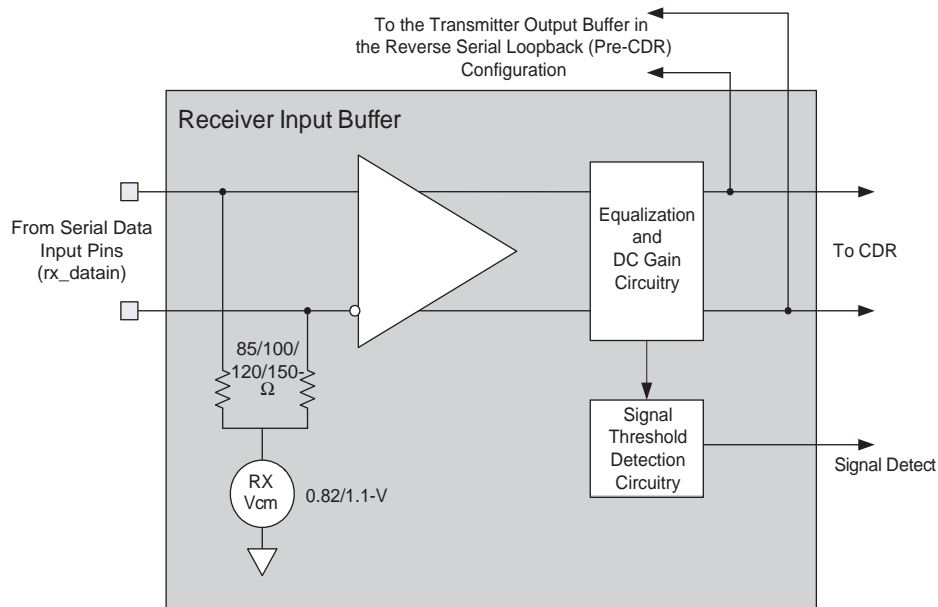 To the Transmitter Output Buffer in
the Reverse Serial Loopback (Pre-CDR)
Configuration
Receiver Input Buffer
From Serial Data
Input Pins
(rx_datain)
Equalization
and
DC Gain
Circuitry
To CDR
85/100/
120/150-
Ω
Signal
Threshold
Detection
Circuitry
Signal Detect
RX
Vcm
0.82/1.1-V